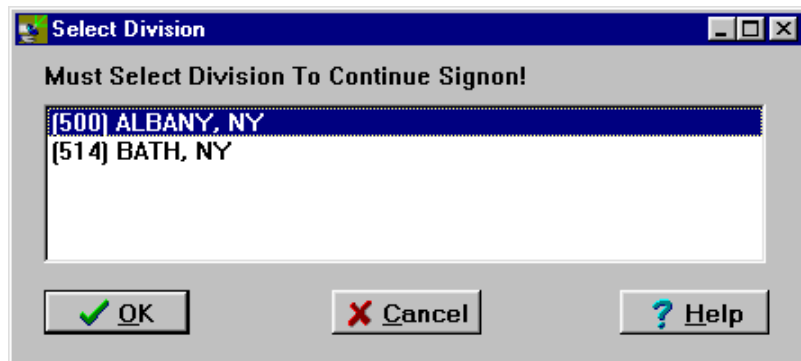 Select Division
Must Select Division To Continue Signon!
(500) ALBANY, NY
(514) BATH, NY
OK
Cancel
Help